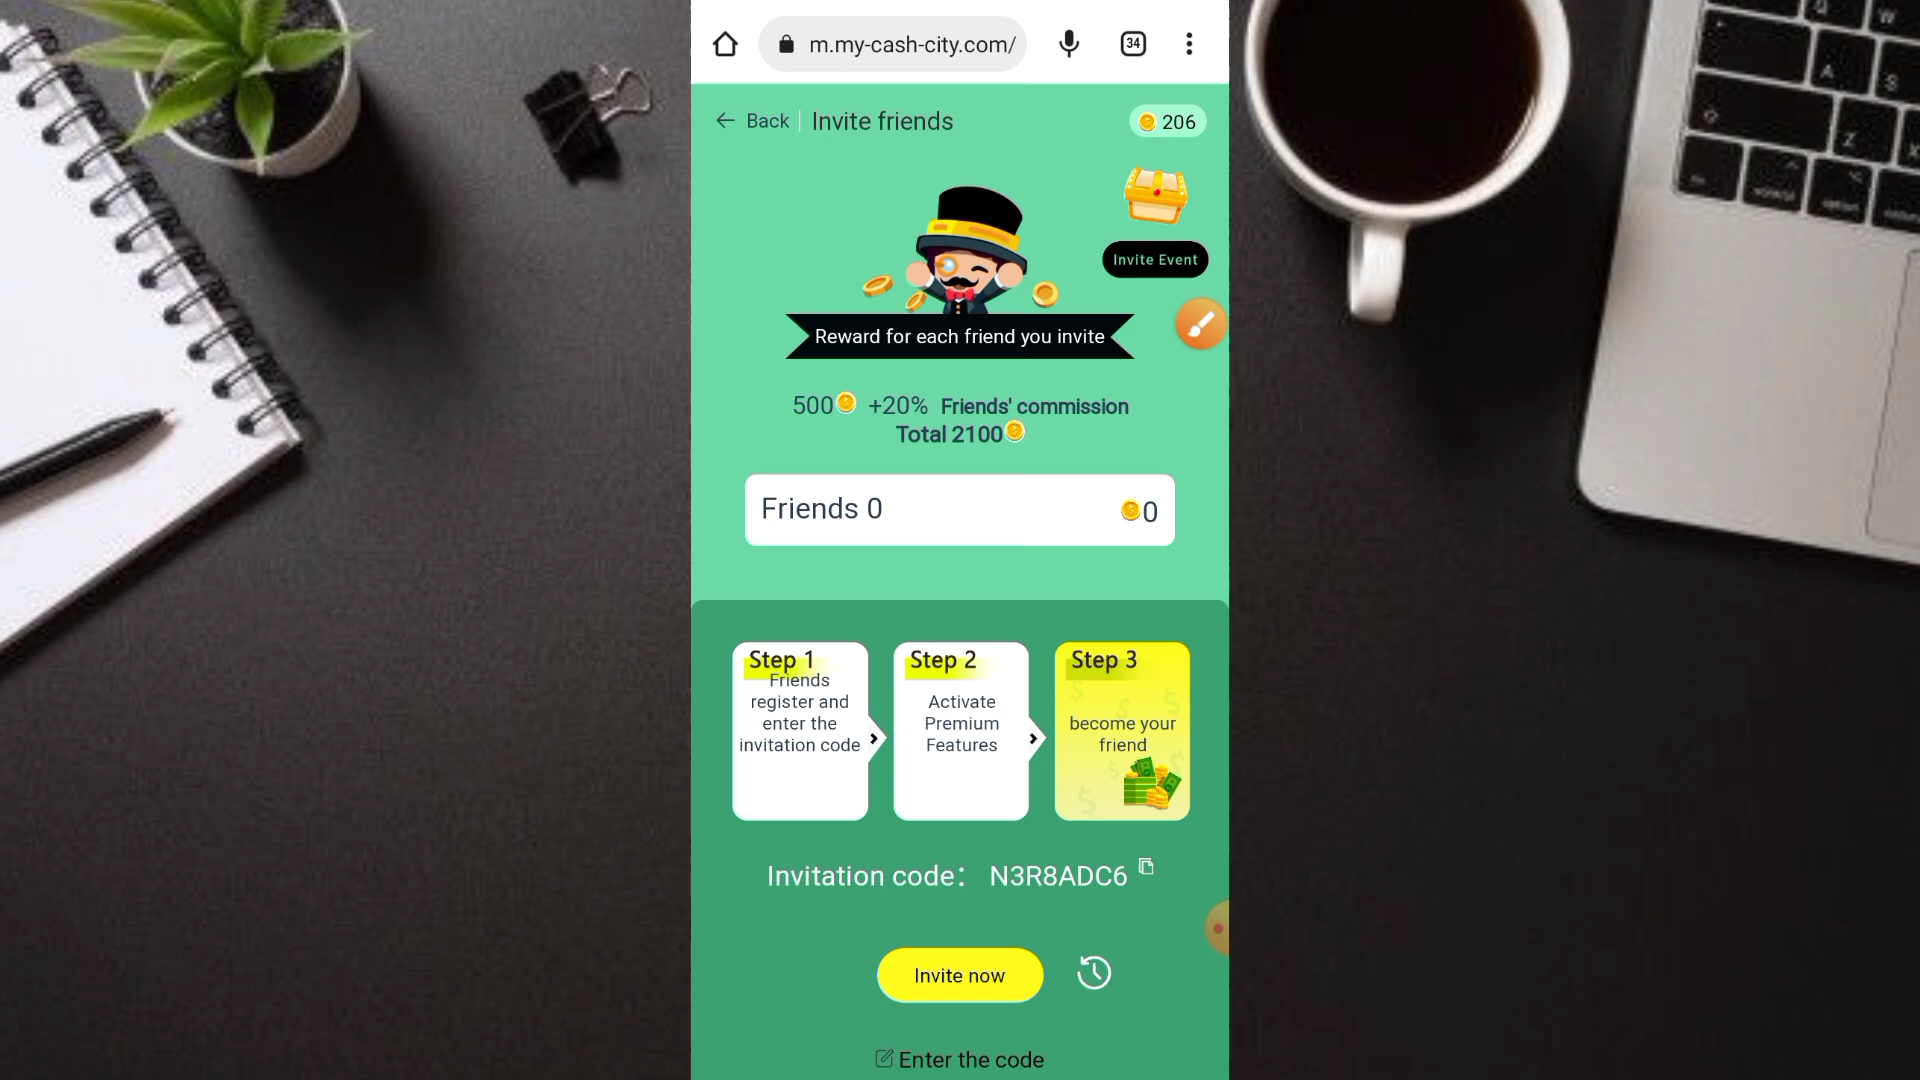 m.my-cash-city.com/
34
Back
Invite friends
206
Invite Event
Reward for each friend you invite
500 +20% Friends' commission
Total 2100
Friends 0
0
Step 1
Friends
register and
enter the
invitation code
Step 2
Activate
Premium
Features
Step 3
become your
friend
Invitation code: N3R8ADC6
Invite now
Enter the code
Q
W
A
S
Z
X